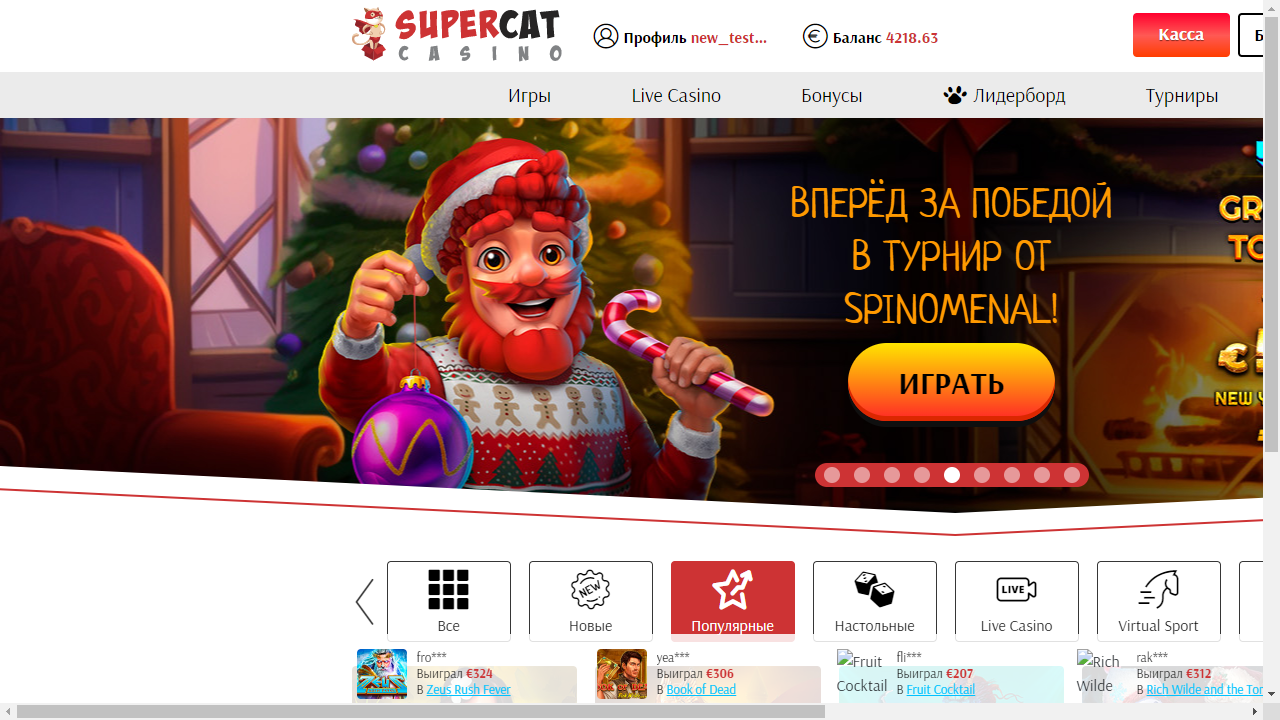 SUPERCAT
CASINO
Профиль new_test...
Баланс 4218.63
Касса
Игры
Live Casino
Бонусы
Лидерборд
Турниры
ВПЕРЁД ЗА ПОБЕДОЙ
В ТУРНИР ОТ
SPINOMENAL!
ИГРАТЬ
Все
NEW
Новые
Популярные
Настольные
LIVE
Live Casino
Virtual Sport
fro***
Выиграл €324
В Zeus Rush Fever
yea***
Выиграл €306
В Book of Dead
Fruit
Cocktail
fli***
Выиграл €207
В Fruit Cocktail
Rich
Wilde
rak***
Выиграл €312
В Rich Wilde and the Tor